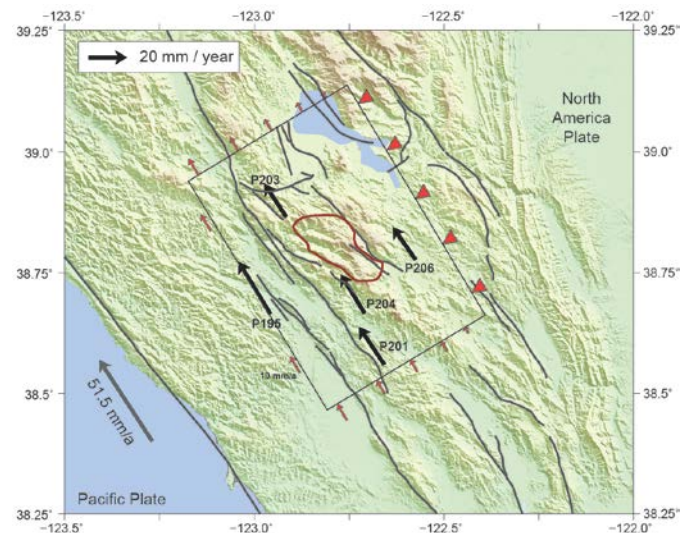 −123.5° −123.0° −122.5° −122.0°
39.25° 39.25°
20 mm / year
North
America
Plate
39.0° 39.0°
P203
P206
38.75° 38.75°
P204
P195
P201
10 mm/a
38.5° 38.5°
51.5 mm/a
Pacific Plate
38.25° 38.25°
−123.5° −123.0° −122.5° −122.0°